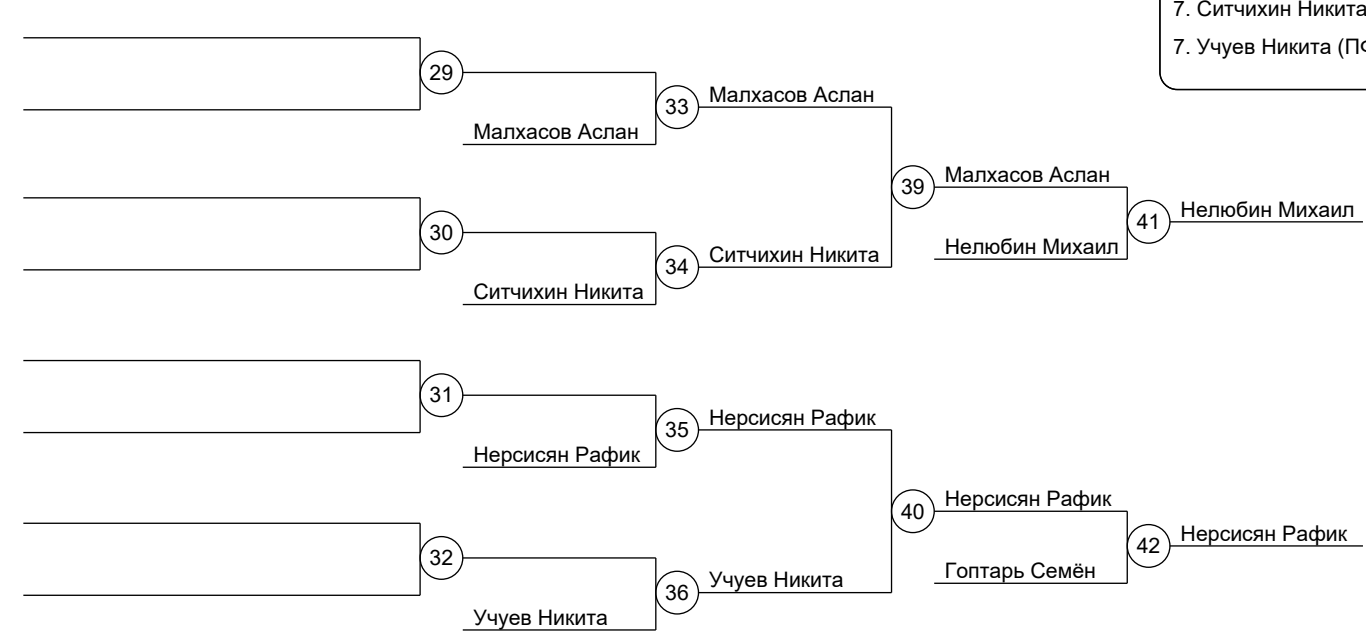 7. Ситчихин Никита
7. Учуев Никита
29
33
Малхасов Аслан
Малхасов Аслан
39
Малхасов Аслан
41
Нелюбин Михаил
30
34
Ситчихин Никита
Нелюбин Михаил
Ситчихин Никита
31
35
Нерсисян Рафик
Нерсисян Рафик
40
Нерсисян Рафик
42
Нерсисян Рафик
32
36
Учуев Никита
Гоптарь Семён
Учуев Никита